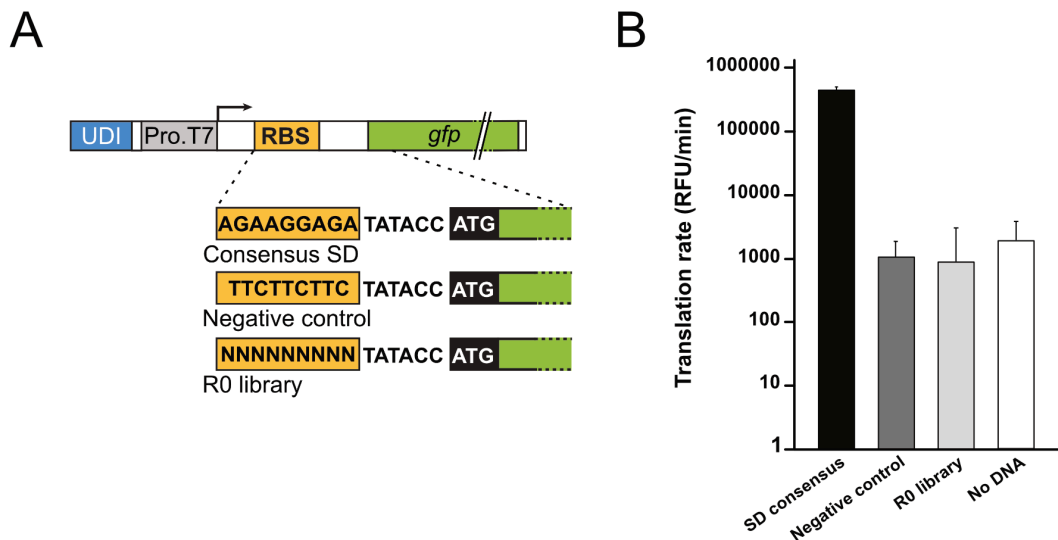 A
UDI Pro.T7 RBS gfp
AGAAGGAGA TATACC ATG
Consensus SD
TTCTTCTTC TATACC ATG
Negative control
NNNNNNNNN TATACC ATG
R0 library
B
Translation rate (RFU/min)
1000000
100000
10000
1000
100
10
1
SD consensus
Negative control
R0 library
No DNA